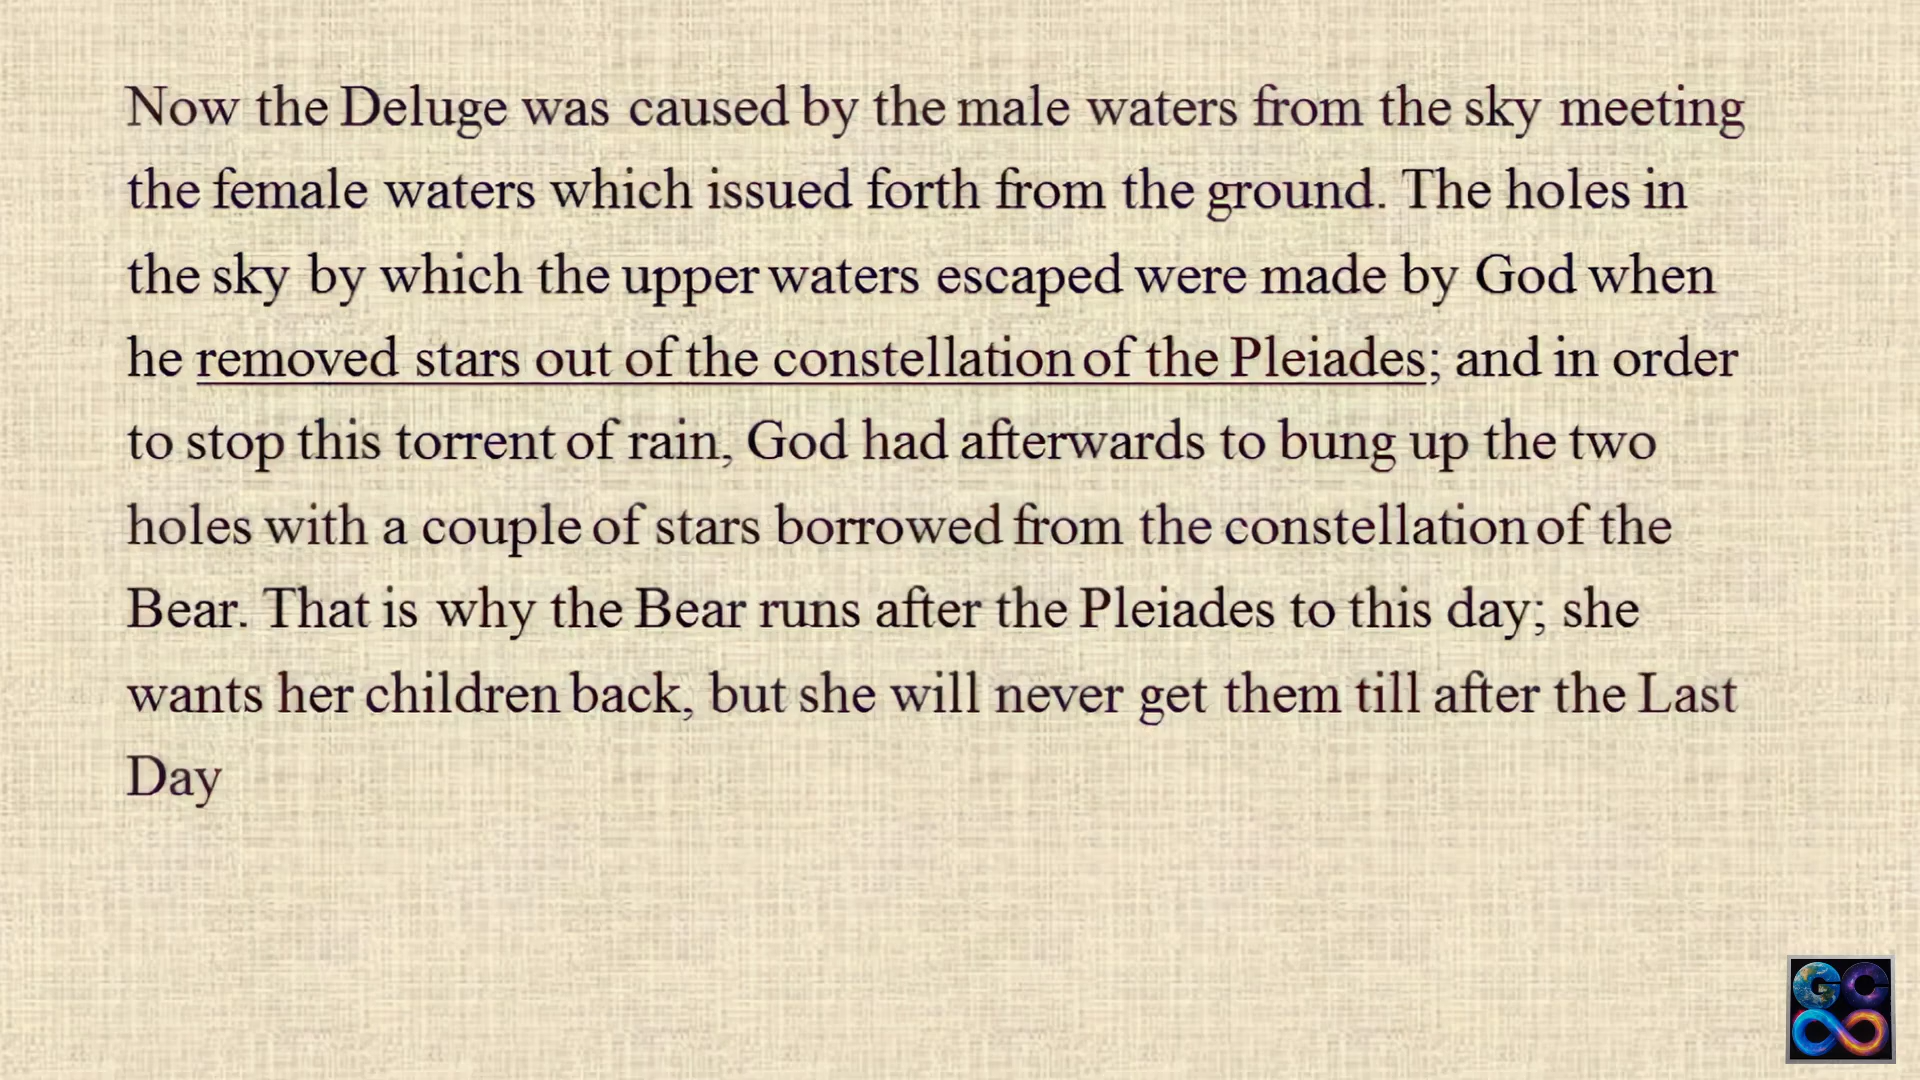 Now the Deluge was caused by the male waters from the sky meeting
the female waters which issued forth from the ground. The holes in
the sky by which the upper waters escaped were made by God when
he removed stars out of the constellation of the Pleiades; and in order
to stop this torrent of rain, God had afterwards to bung up the two
holes with a couple of stars borrowed from the constellation of the
Bear. That is why the Bear runs after the Pleiades to this day; she
wants her children back, but she will never get them till after the Last
Day
GC